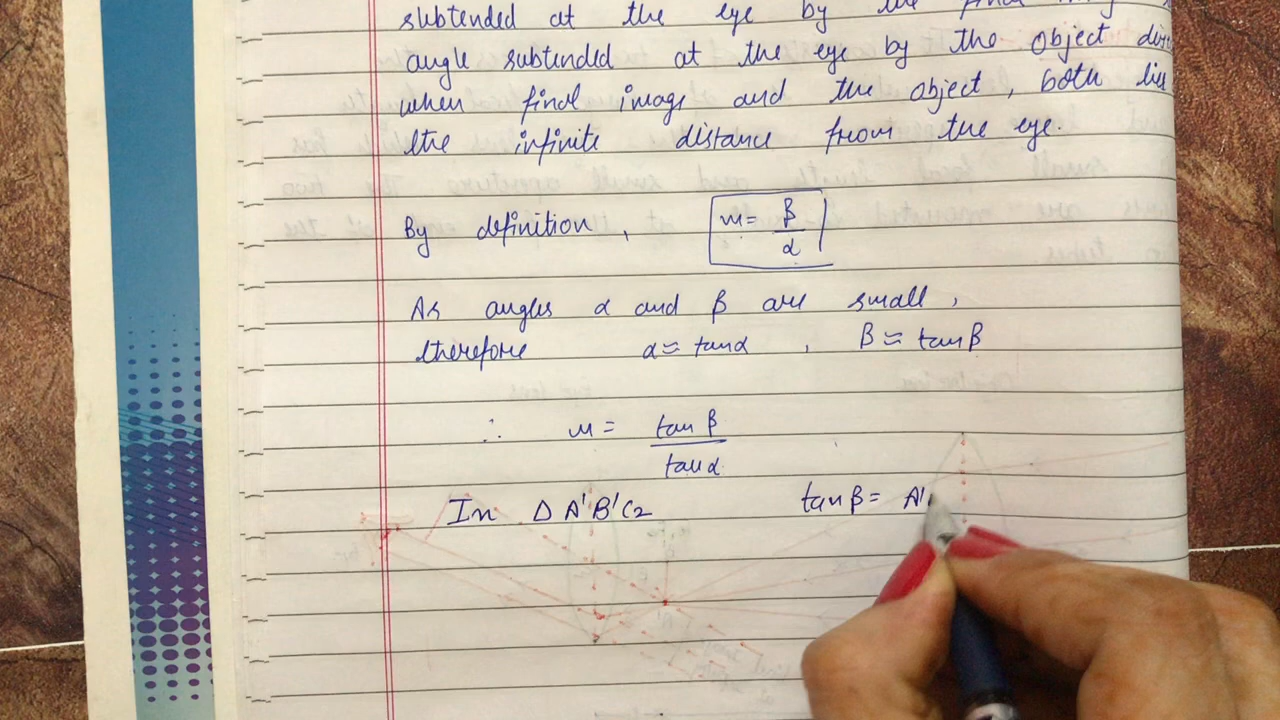 subtended at the eye by the final
angle subtended at the eye by the object
when final image and the object, both lie
the infinite distance from the eye.
By definition, m = β/α
As angles α and β are small,
therefore α ≈ tanα , β ≈ tanβ
∴ m = tanβ/tanα
In Δ A'B'C2 tanβ = A'